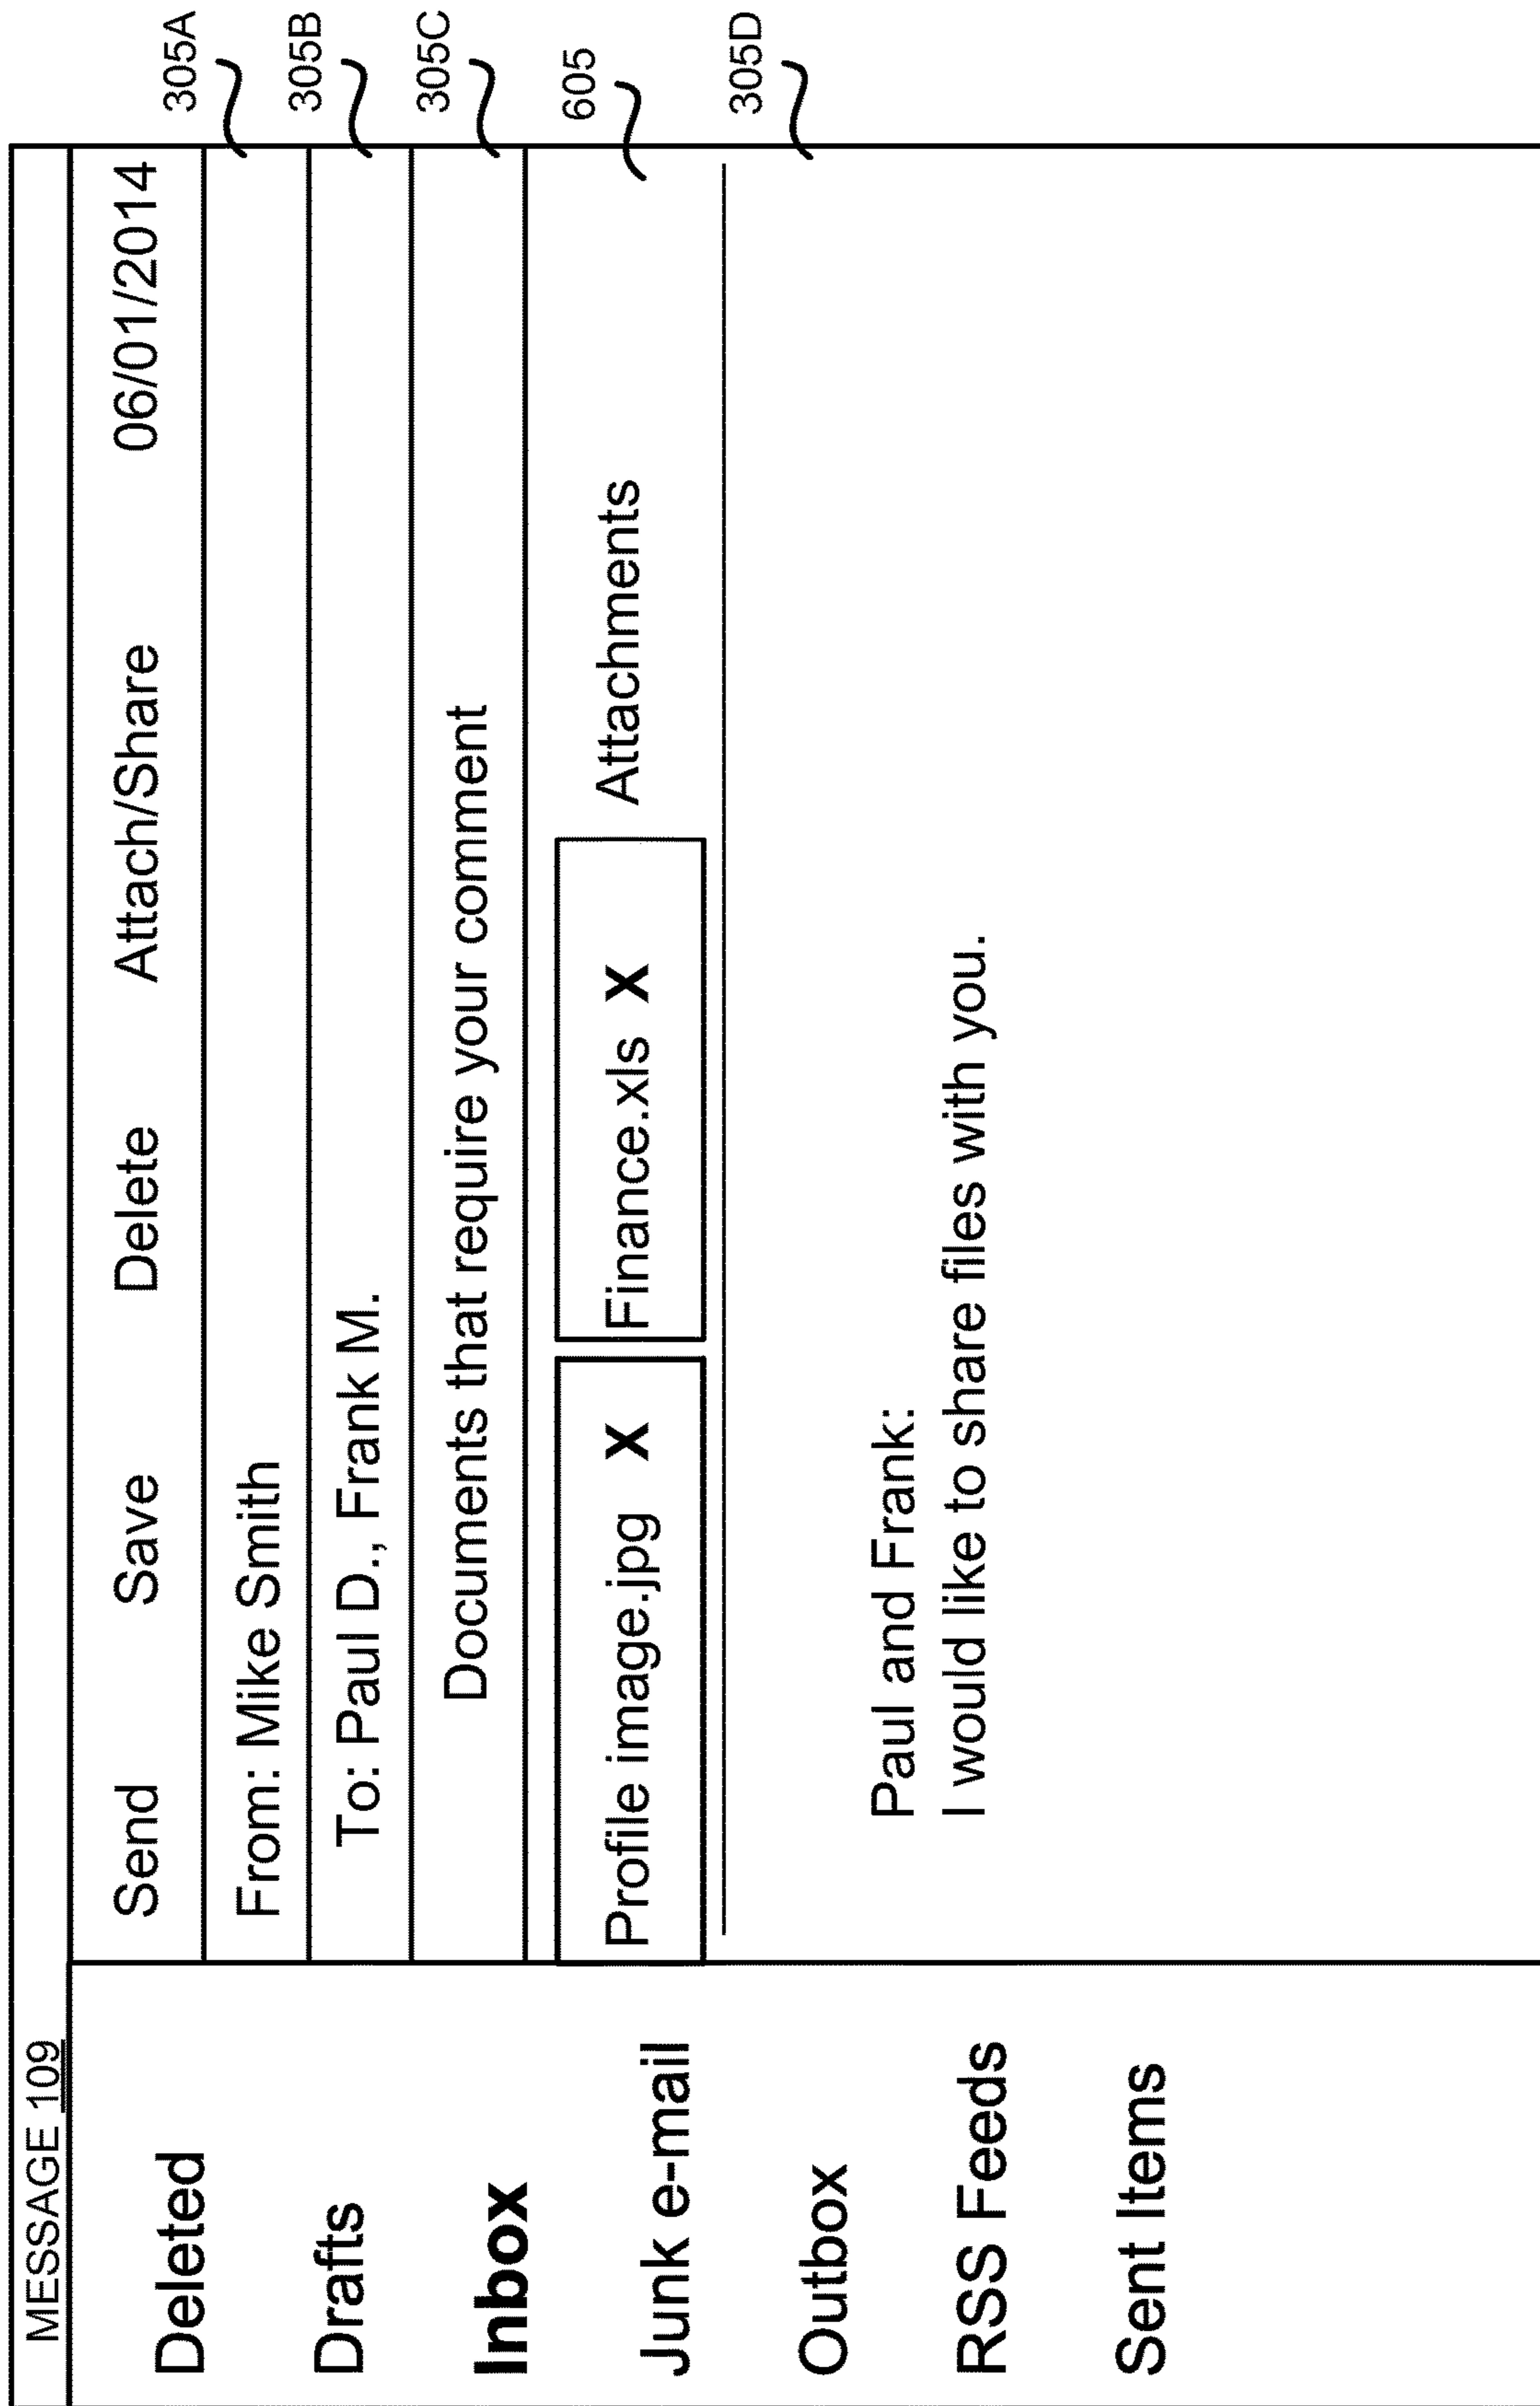 MESSAGE 109
Send Save Delete Attach/Share 06/01/2014
From: Mike Smith 305A
To: Paul D., Frank M. 305B
Documents that require your comment 305C
Profile image.jpg X Finance.xls X Attachments 605
305D
Paul and Frank:
I would like to share files with you.
Deleted
Drafts
Inbox
Junk e-mail
Outbox
RSS Feeds
Sent Items